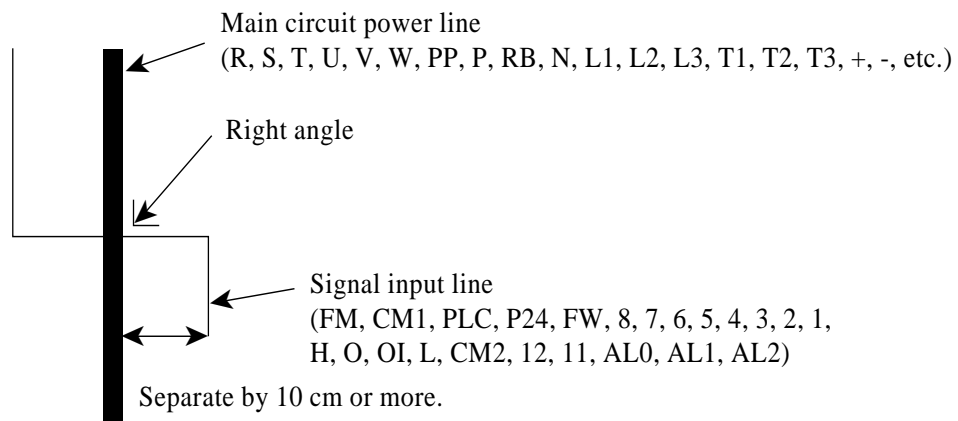 Main circuit power line
(R, S, T, U, V, W, PP, P, RB, N, L1, L2, L3, T1, T2, T3, +, -, etc.)
Right angle
Signal input line
(FM, CM1, PLC, P24, FW, 8, 7, 6, 5, 4, 3, 2, 1,
H, O, OI, L, CM2, 12, 11, AL0, AL1, AL2)
Separate by 10 cm or more.